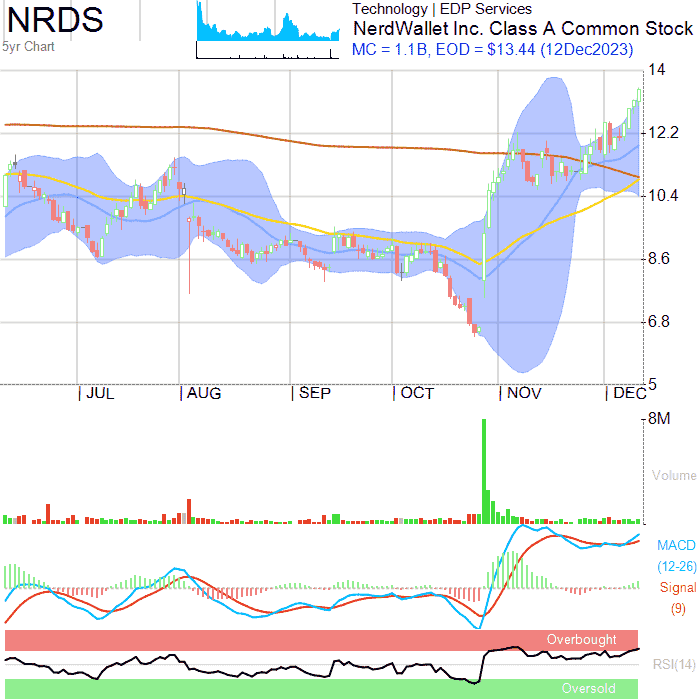 NRDS
5yr Chart
Technology | EDP Services
NerdWallet Inc. Class A Common Stock
MC = 1.1B, EOD = $13.44 (12Dec2023)
14
12.2
10.4
8.6
6.8
5
| JUL | AUG | SEP | OCT | NOV | DEC
8M
Volume
MACD
(12-26)
Signal
(9)
Overbought
RSI(14)
Oversold